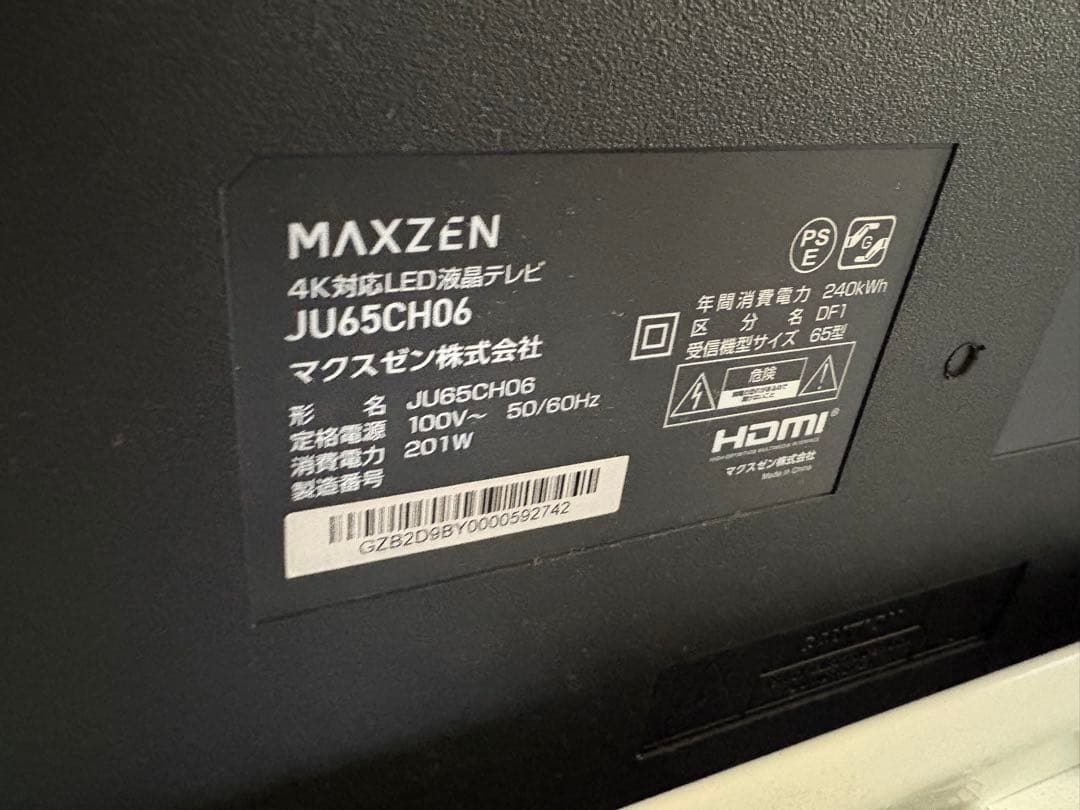 MAXZEN
4K対応LED液晶テレビ
JU65CH06
マクスゼン株式会社
形名 JU65CH06
定格電源 100V～ 50/60Hz
消費電力 201W
製造番号
GZB2D9BY0000592742
PS
E
G
年間消費電力 240kWh
区分名 DF1
受信機型サイズ 65型
危険
HDMI®
HIGH-DEFINITION MULTIMEDIA INTERFACE
マクスゼン株式会社
Made in China